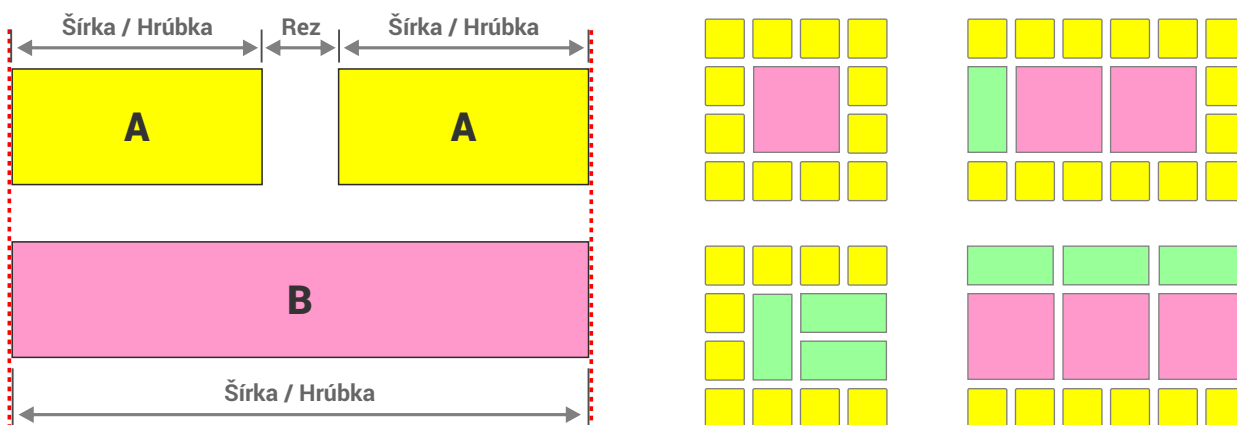 Šírka / Hrúbka Rez Šírka / Hrúbka
A A
B
Šírka / Hrúbka